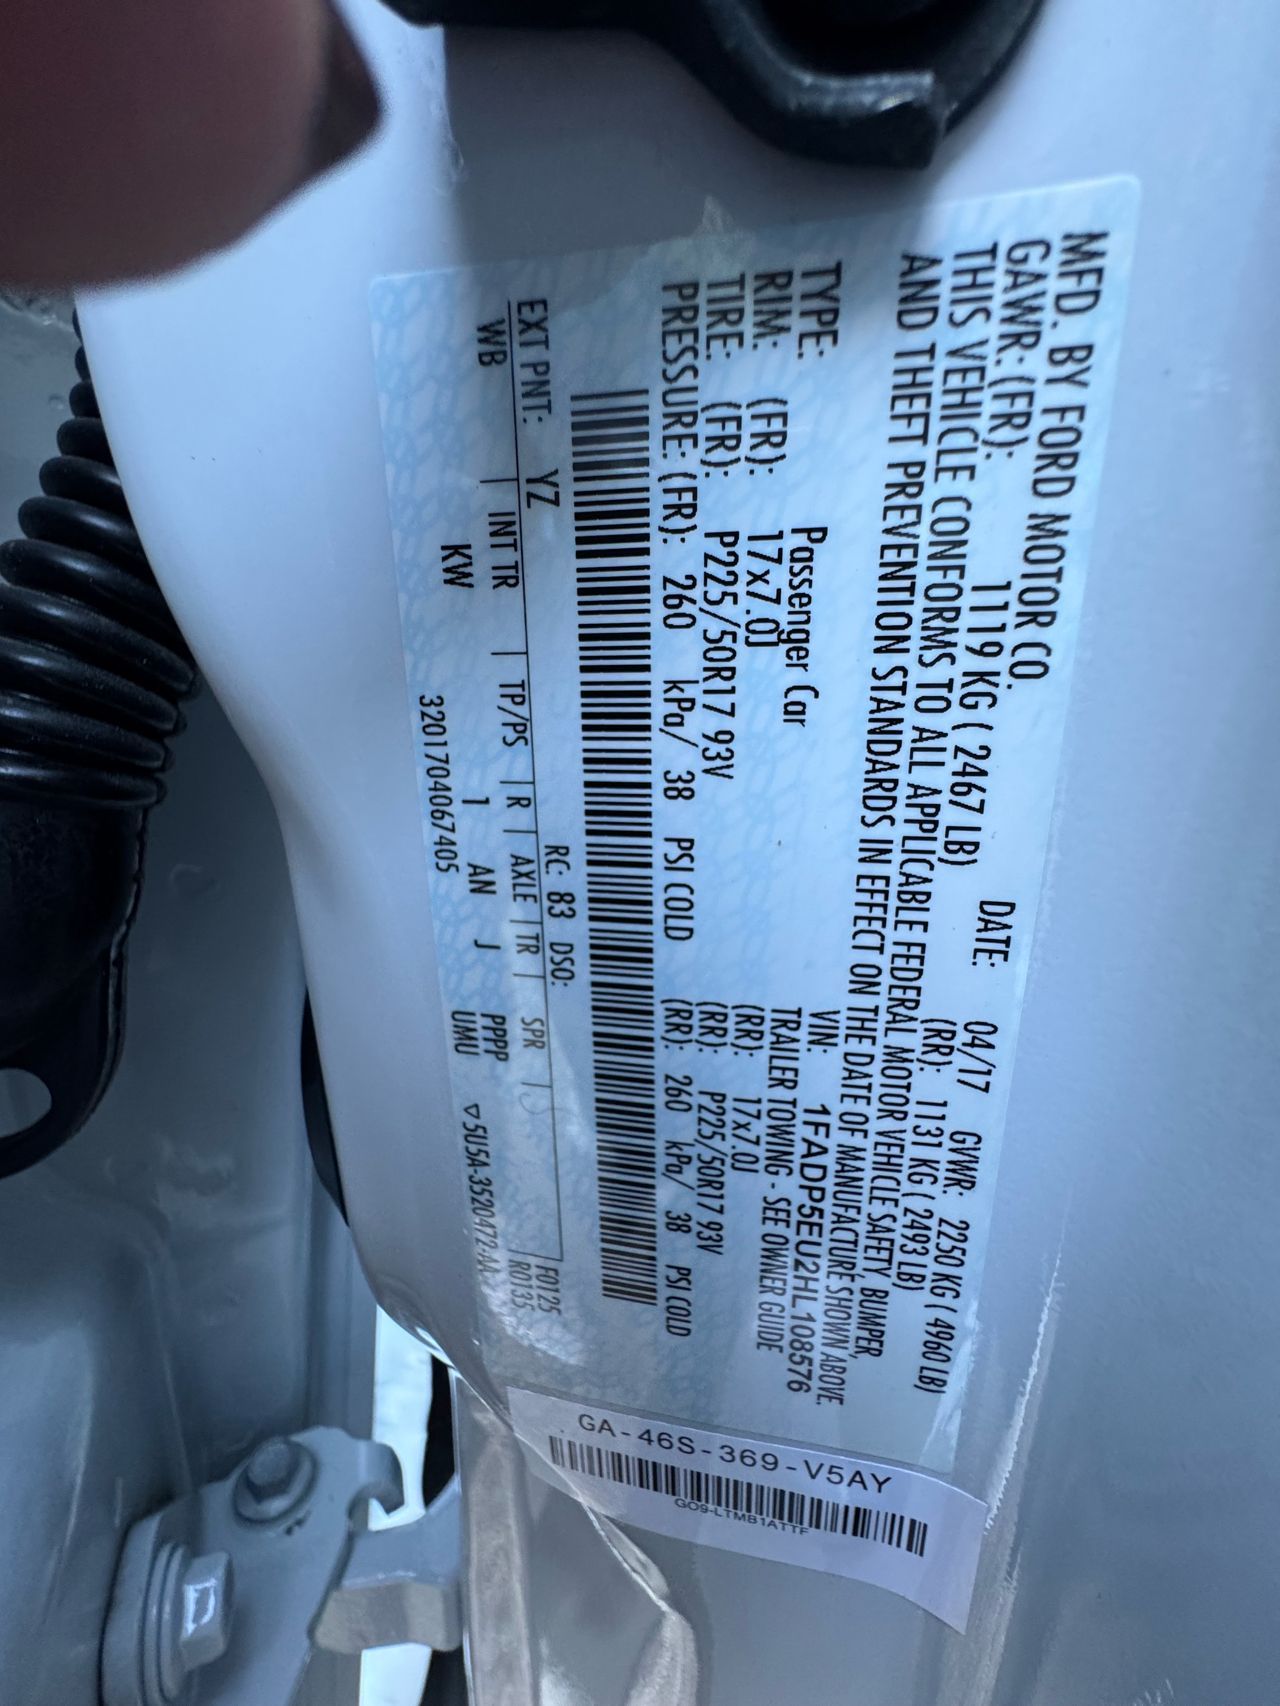 MFD. BY FORD MOTOR CO.
DATE: 04/17 GVWR: 2250 KG ( 4960 LB)
GAWR: (FR): 1119 KG ( 2467 LB) (RR): 1131 KG ( 2493 LB)
THIS VEHICLE CONFORMS TO ALL APPLICABLE FEDERAL MOTOR VEHICLE SAFETY, BUMPER,
AND THEFT PREVENTION STANDARDS IN EFFECT ON THE DATE OF MANUFACTURE SHOWN ABOVE.
VIN: 1FADP5EU2HL108576
TYPE: Passenger Car TRAILER TOWING - SEE OWNER GUIDE
RIM: (FR): 17x7.0J (RR): 17x7.0J
TIRE: (FR): P225/50R17 93V (RR): P225/50R17 93V
PRESSURE: (FR): 260 kPa/ 38 PSI COLD (RR): 260 kPa/ 38 PSI COLD
F0125
R0135
EXT PNT: YZ RC: 83 DSO:
WB | INT TR | TP/PS | R | AXLE | TR | SPR
KW 1 AN J PPPP
UMU
3201704067405
▽5U5A-3520472-AA
GA-46S-369-V5AY
GO9-LTMB1ATTF